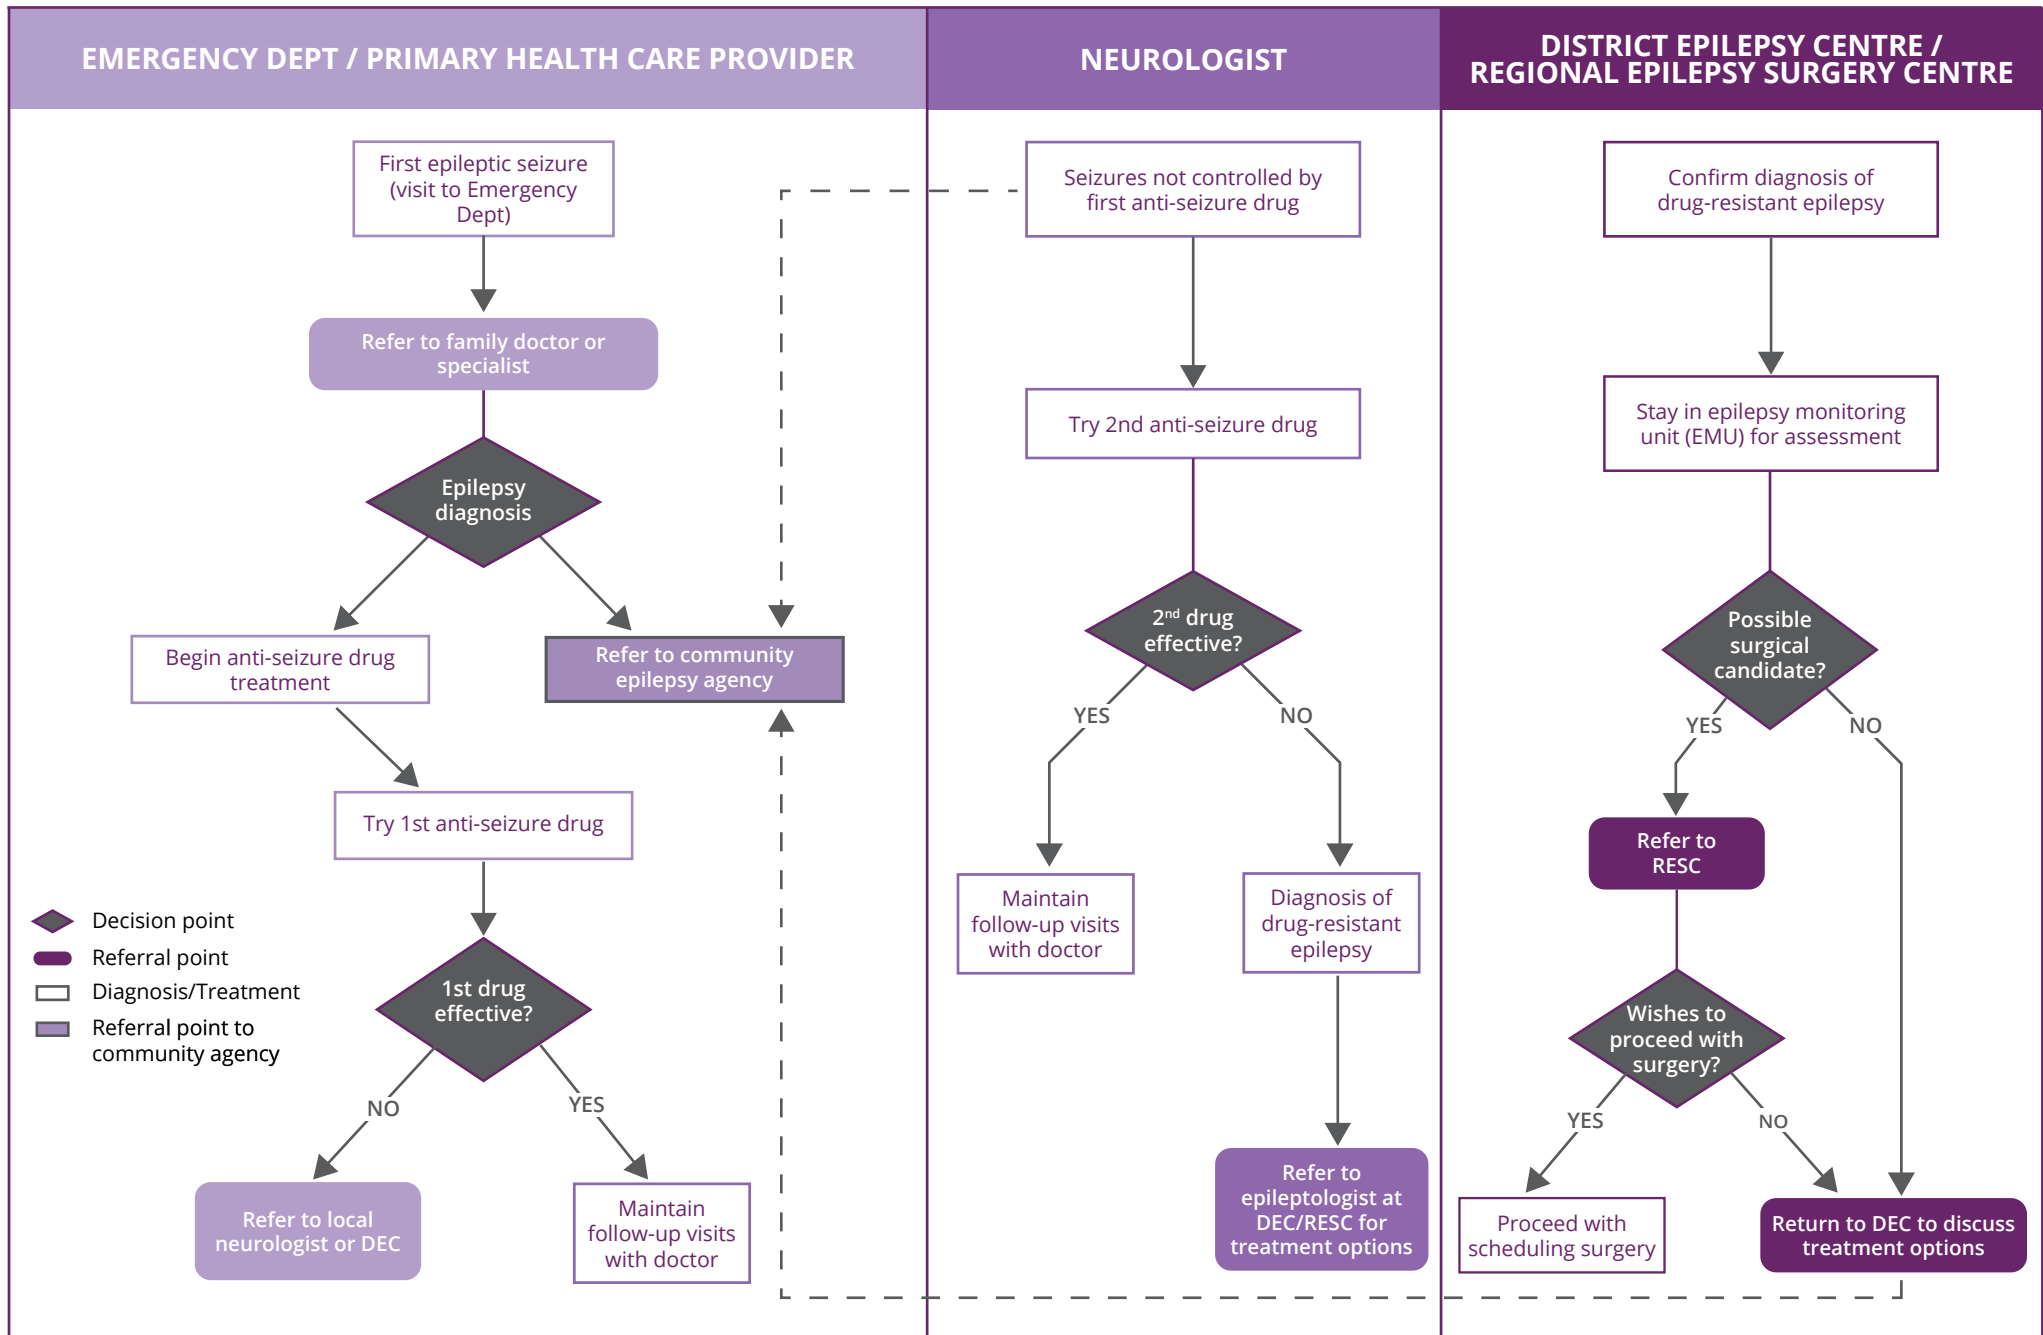 EMERGENCY DEPT / PRIMARY HEALTH CARE PROVIDER
First epileptic seizure
(visit to Emergency
Dept)
Refer to family doctor or
specialist
Epilepsy
diagnosis
Begin anti-seizure drug
treatment
Refer to community
epilepsy agency
Try 1st anti-seizure drug
1st drug
effective?
NO
YES
Refer to local
neurologist or DEC
Maintain
follow-up visits
with doctor
Decision point
Referral point
Diagnosis/Treatment
Referral point to
community agency
NEUROLOGIST
Seizures not controlled by
first anti-seizure drug
Try 2nd anti-seizure drug
2nd drug
effective?
YES
NO
Maintain
follow-up visits
with doctor
Diagnosis of
drug-resistant
epilepsy
Refer to
epileptologist at
DEC/RESC for
treatment options
DISTRICT EPILEPSY CENTRE /
REGIONAL EPILEPSY SURGERY CENTRE
Confirm diagnosis of
drug-resistant epilepsy
Stay in epilepsy monitoring
unit (EMU) for assessment
Possible
surgical
candidate?
YES
NO
Refer to
RESC
Wishes to
proceed with
surgery?
YES
NO
Proceed with
scheduling surgery
Return to DEC to discuss
treatment options